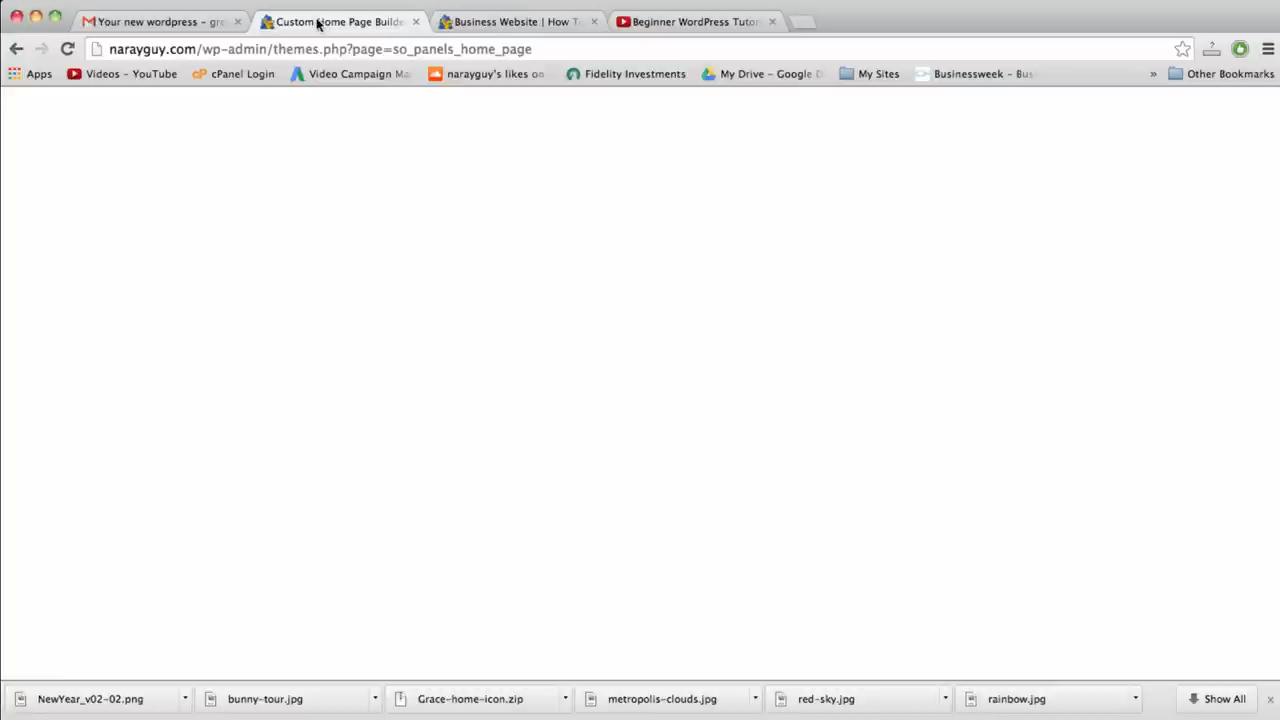 Your new wordpress – gr
Custom Home Page Builde
Business Website | How T
Beginner WordPress Tutor
narayguy.com/wp-admin/themes.php?page=so_panels_home_page
Apps
Videos – YouTube
cPanel Login
Video Campaign Ma
narayguy's likes on
Fidelity Investments
My Drive – Google D
My Sites
Businessweek – Bus
»
Other Bookmarks
NewYear_v02-02.png
bunny-tour.jpg
Grace-home-icon.zip
metropolis-clouds.jpg
red-sky.jpg
rainbow.jpg
Show All